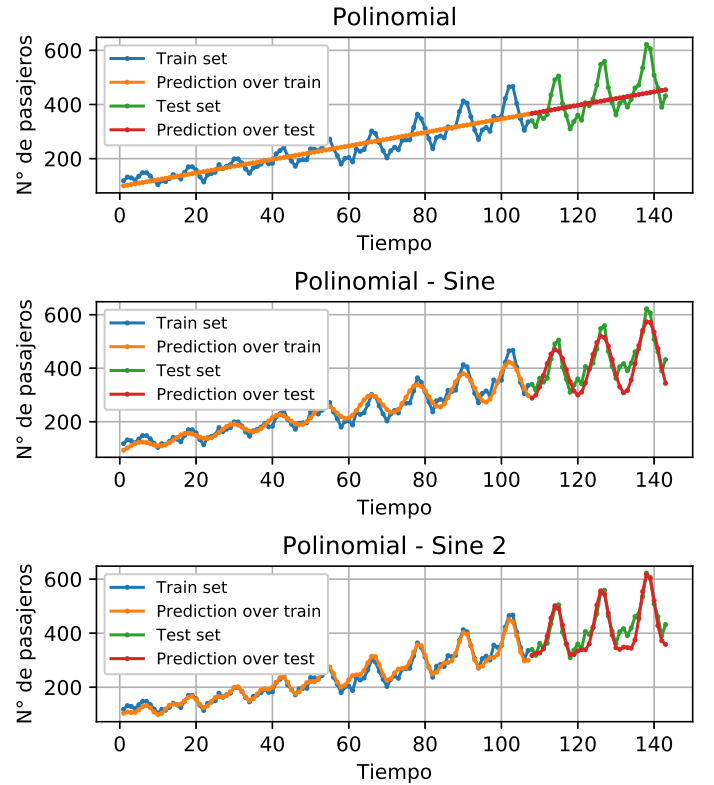 Polinomial
N° de pasajeros
600
400
200
Train set
Prediction over train
Test set
Prediction over test
0 20 40 60 80 100 120 140
Tiempo
Polinomial - Sine
N° de pasajeros
600
400
200
Train set
Prediction over train
Test set
Prediction over test
0 20 40 60 80 100 120 140
Tiempo
Polinomial - Sine 2
N° de pasajeros
600
400
200
Train set
Prediction over train
Test set
Prediction over test
0 20 40 60 80 100 120 140
Tiempo